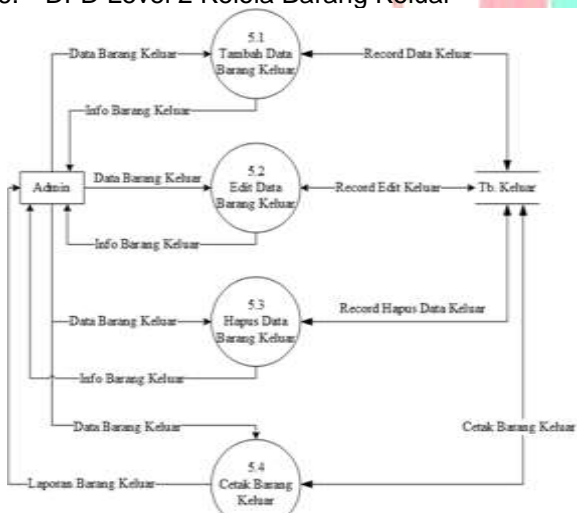 DFD Level 2 Kelola Barang Keluar
5.1
Tambah Data
Barang Keluar
Data Barang Keluar
Record Data Keluar
Info Barang Keluar
Admin
Data Barang Keluar
5.2
Edit Data
Barang Keluar
Record Edit Keluar
Tb. Keluar
Info Barang Keluar
5.3
Hapus Data
Barang Keluar
Data Barang Keluar
Record Hapus Data Keluar
Info Barang Keluar
Data Barang Keluar
Cetak Barang Keluar
5.4
Cetak Barang
Keluar
Laporan Barang Keluar